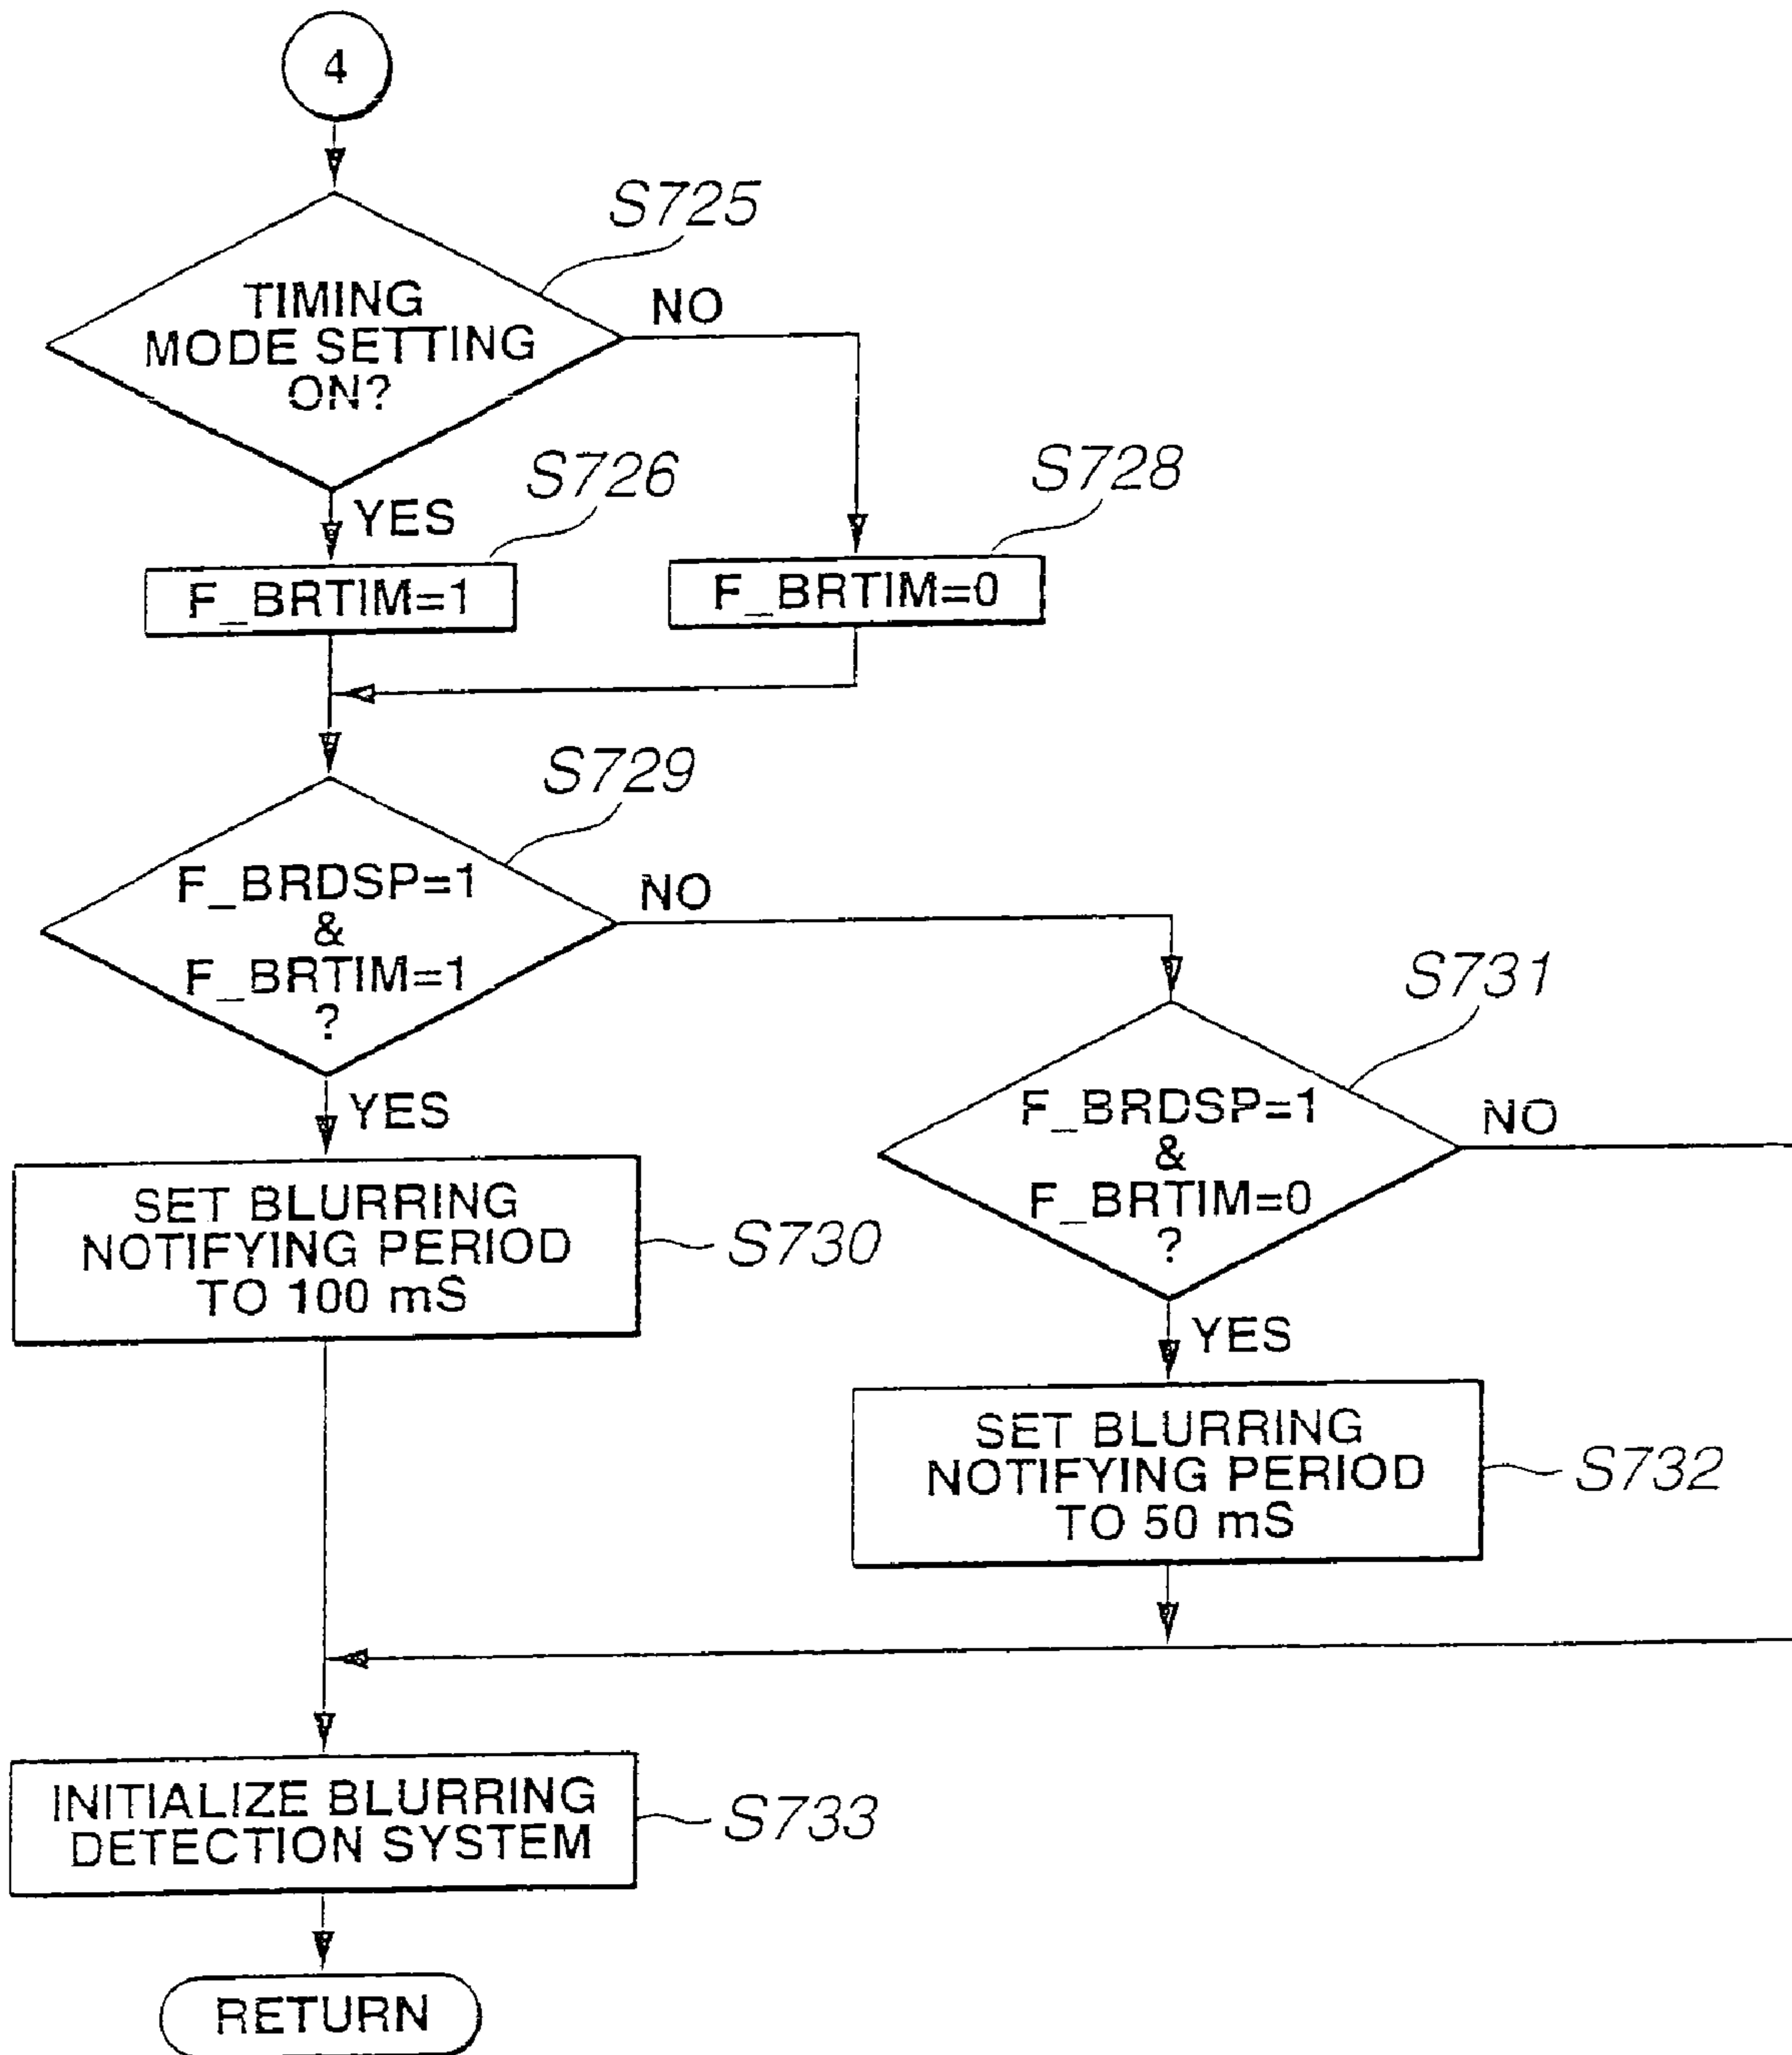 4
S725
TIMING
MODE SETTING
ON?
NO
YES
S726
S728
F_BRTIM=1
F_BRTIM=0
S729
F_BRDSP=1
&
F_BRTIM=1
?
NO
YES
S731
F_BRDSP=1
&
F_BRTIM=0
?
NO
YES
SET BLURRING
NOTIFYING PERIOD
TO 100 mS
S730
SET BLURRING
NOTIFYING PERIOD
TO 50 mS
S732
INITIALIZE BLURRING
DETECTION SYSTEM
S733
RETURN